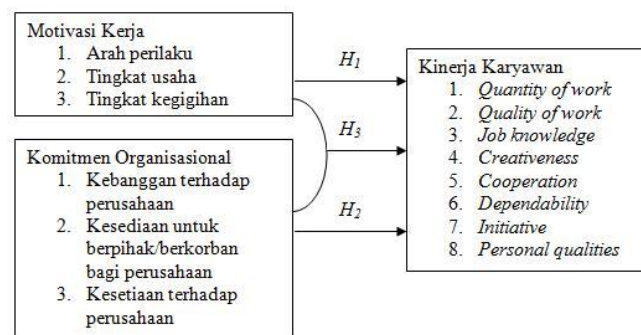 Motivasi Kerja
1. Arah perilaku
2. Tingkat usaha
3. Tingkat kegigihan
Komitmen Organisasional
1. Kebanggan terhadap
perusahaan
2. Kesediaan untuk
berpihak/berkorban
bagi perusahaan
3. Kesetiaan terhadap
perusahaan
H1
H3
H2
Kinerja Karyawan
1. Quantity of work
2. Quality of work
3. Job knowledge
4. Creativeness
5. Cooperation
6. Dependability
7. Initiative
8. Personal qualities